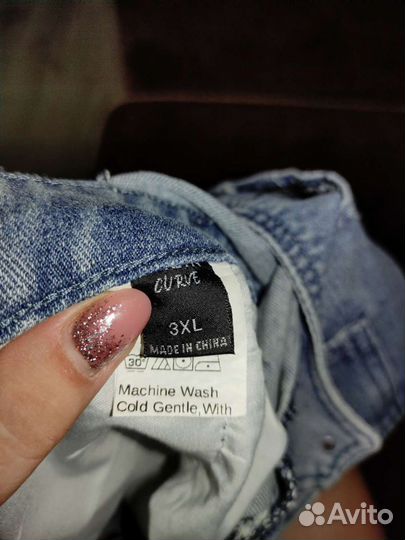 CURVE
3XL
MADE IN CHINA
30°
Machine Wash
Cold Gentle, With
Avito